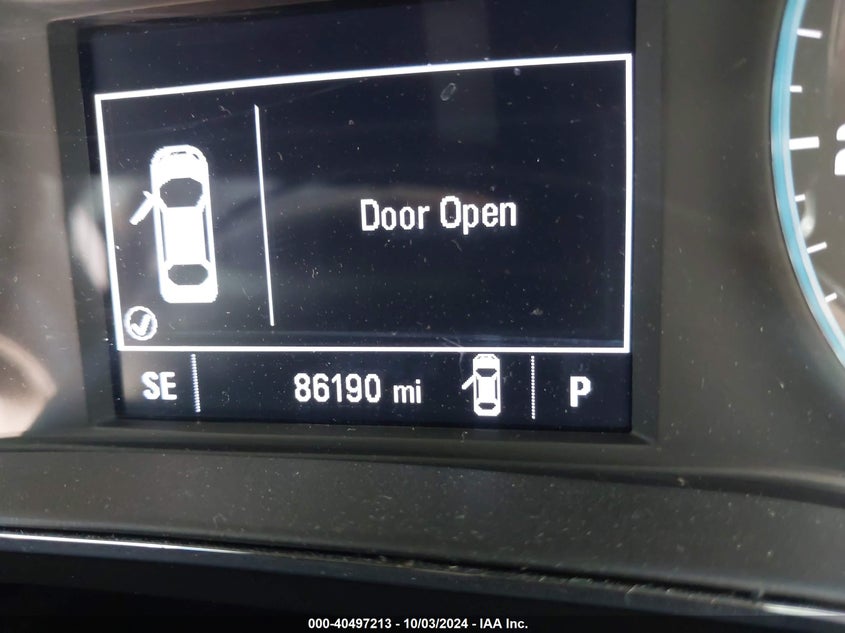 Door Open
SE 86190 mi P
000-40497213 - 10/03/2024 - IAA Inc.